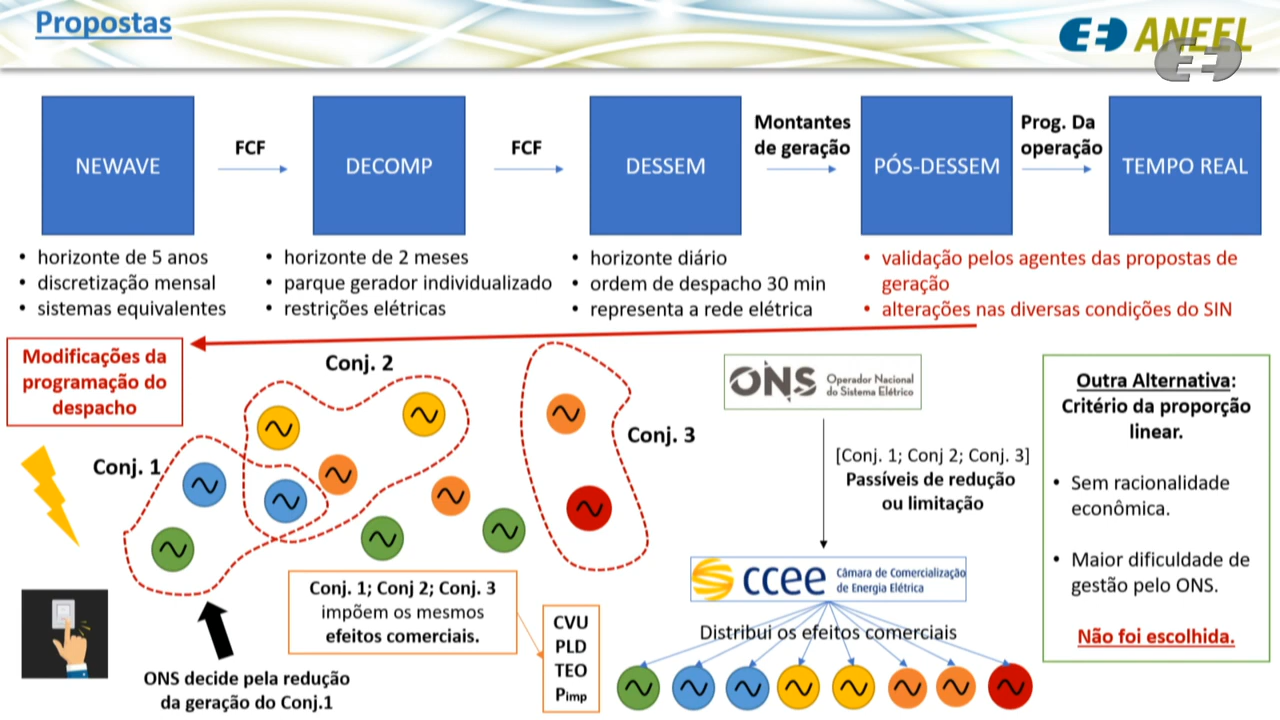 Propostas
ANEEL
NEWAVE
FCF
DECOMP
FCF
DESSEM
Montantes
de geração
PÓS-DESSEM
Prog. Da
operação
TEMPO REAL
• horizonte de 5 anos
• discretização mensal
• sistemas equivalentes
• horizonte de 2 meses
• parque gerador individualizado
• restrições elétricas
• horizonte diário
• ordem de despacho 30 min
• representa a rede elétrica
• validação pelos agentes das propostas de
geração
• alterações nas diversas condições do SIN
Modificações da
programação do
despacho
Conj. 1
Conj. 2
Conj. 3
ONS decide pela redução
da geração do Conj.1
Conj. 1; Conj 2; Conj. 3
impõem os mesmos
efeitos comerciais.
CVU
PLD
TEO
Pimp
ONS Operador Nacional
do Sistema Elétrico
[Conj. 1; Conj 2; Conj. 3]
Passíveis de redução
ou limitação
ccee Câmara de Comercialização
de Energia Elétrica
Distribui os efeitos comerciais
Outra Alternativa:
Critério da proporção
linear.
• Sem racionalidade
econômica.
• Maior dificuldade de
gestão pelo ONS.
Não foi escolhida.